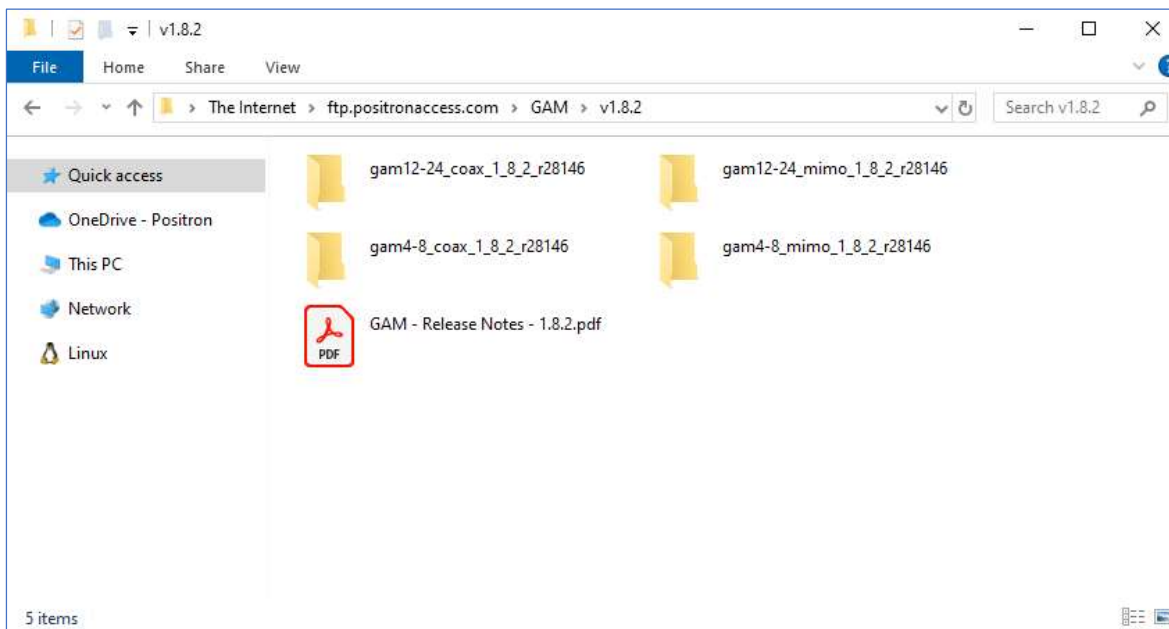 v1.8.2
File Home Share View
The Internet > ftp.positronaccess.com > GAM > v1.8.2 Search v1.8.2
Quick access
OneDrive - Positron
This PC
Network
Linux
gam12-24_coax_1_8_2_r28146 gam12-24_mimo_1_8_2_r28146
gam4-8_coax_1_8_2_r28146 gam4-8_mimo_1_8_2_r28146
GAM - Release Notes - 1.8.2.pdf
PDF
5 items